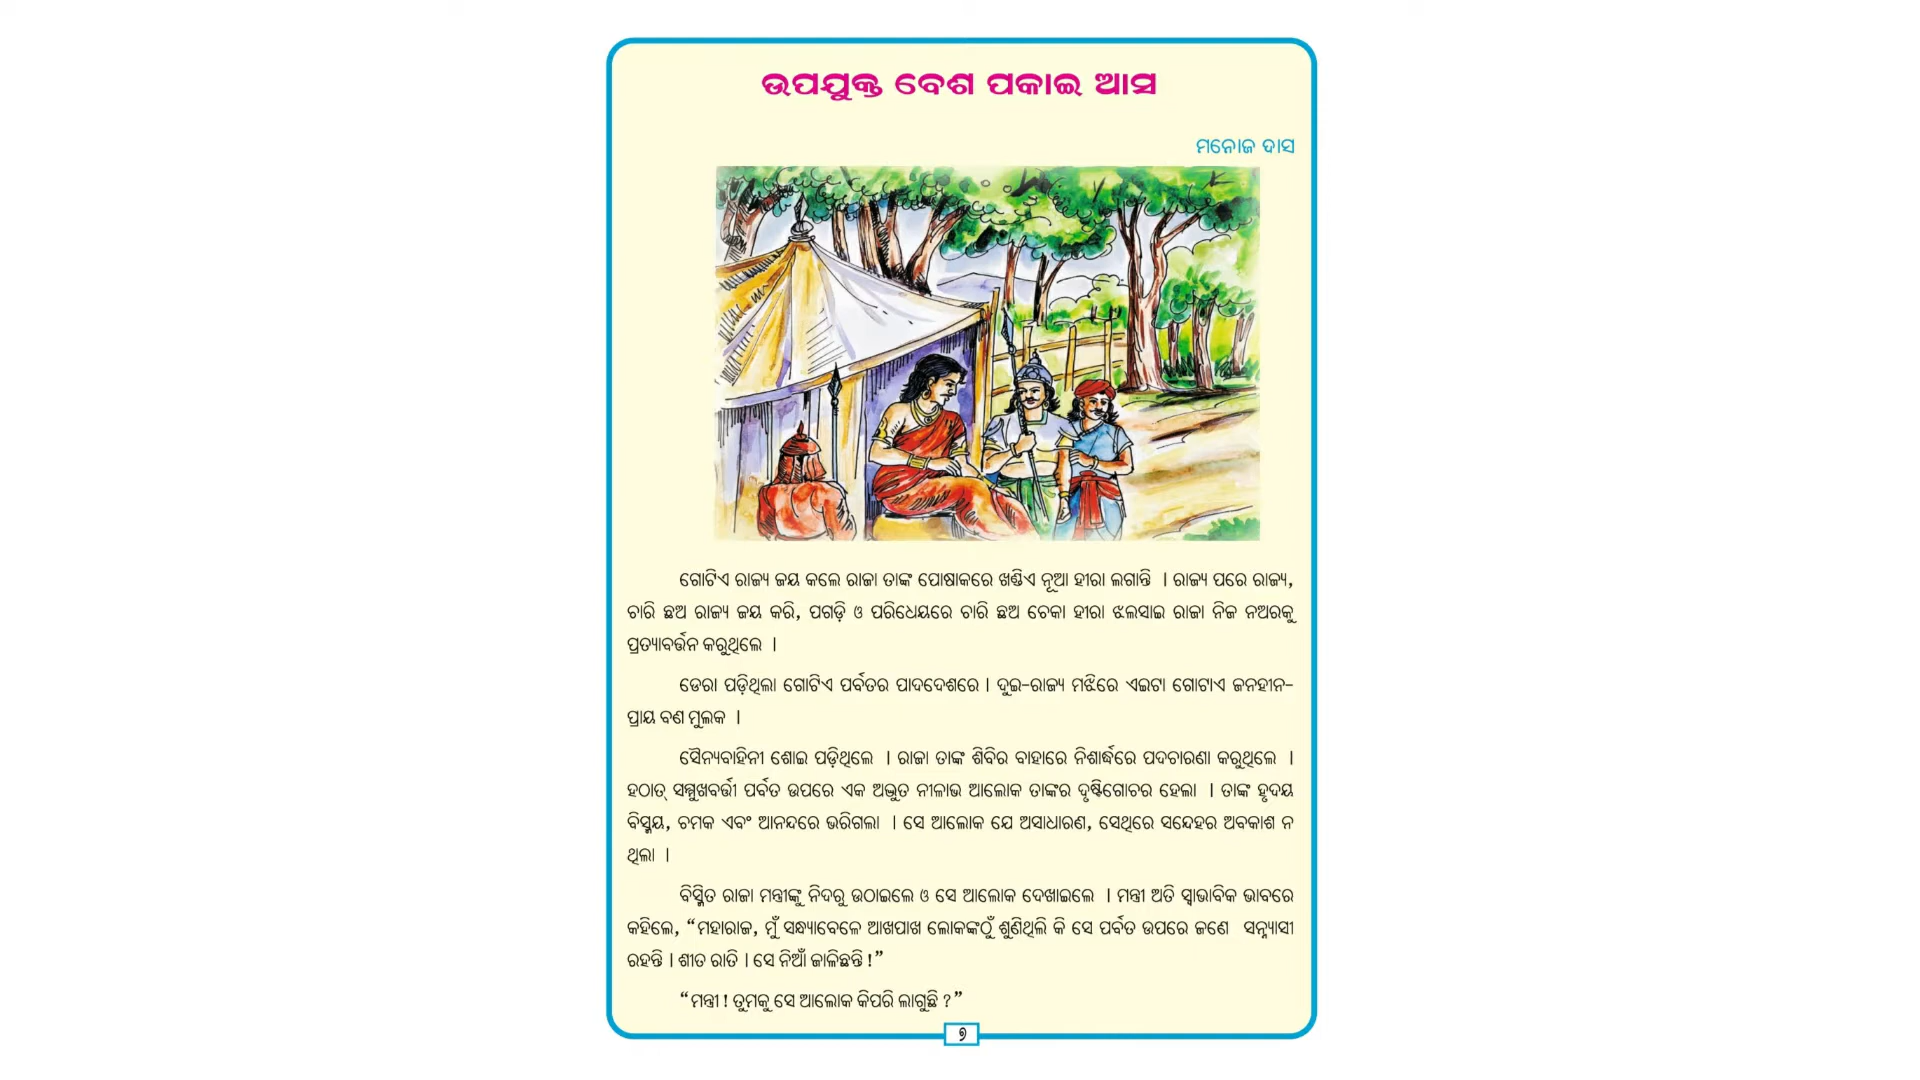 ଉପଯୁକ୍ତ ବେଶ ପକାଇ ଆସ
ମନୋଜ ଦାସ
ଗୋଟିଏ ରାଜ୍ୟ ଜୟ କଲେ ରାଜା ତାଙ୍କ ପୋଷାକରେ ଖଣ୍ଡିଏ ନୂଆ ହୀରା ଲଗାନ୍ତି । ରାଜ୍ୟ ପରେ ରାଜ୍ୟ,
ଚାରି ଛଅ ରାଜ୍ୟ ଜୟ କରି, ପଗଡ଼ି ଓ ପରିଧେୟରେ ଚାରି ଛଅ ଚେକା ହୀରା ଝଲସାଇ ରାଜା ନିଜ ନଅରକୁ
ପ୍ରତ୍ୟାବର୍ତ୍ତନ କରୁଥିଲେ ।
ଡେରା ପଡ଼ିଥିଲା ଗୋଟିଏ ପର୍ବତର ପାଦଦେଶରେ । ଦୁଇ-ରାଜ୍ୟ ମଝିରେ ଏଇଟା ଗୋଟାଏ ଜନହୀନ-
ପ୍ରାୟ ବଣ ମୁଲକ ।
ସୈନ୍ୟବାହିନୀ ଶୋଇ ପଡ଼ିଥିଲେ । ରାଜା ତାଙ୍କ ଶିବିର ବାହାରେ ନିଶାର୍ଦ୍ଧରେ ପଦଚାରଣା କରୁଥିଲେ ।
ହଠାତ୍ ସମ୍ମୁଖବର୍ତ୍ତୀ ପର୍ବତ ଉପରେ ଏକ ଅଦ୍ଭୁତ ନୀଳାଭ ଆଲୋକ ତାଙ୍କର ଦୃଷ୍ଟିଗୋଚର ହେଲା । ତାଙ୍କ ହୃଦୟ
ବିସ୍ମୟ, ଚମକ ଏବଂ ଆନନ୍ଦରେ ଭରିଗଲା । ସେ ଆଲୋକ ଯେ ଅସାଧାରଣ, ସେଥିରେ ସନ୍ଦେହର ଅବକାଶ ନ
ଥିଲା ।
ବିସ୍ମିତ ରାଜା ମନ୍ତ୍ରୀଙ୍କୁ ନିଦରୁ ଉଠାଇଲେ ଓ ସେ ଆଲୋକ ଦେଖାଇଲେ । ମନ୍ତ୍ରୀ ଅତି ସ୍ୱାଭାବିକ ଭାବରେ
କହିଲେ, “ମହାରାଜ, ମୁଁ ସନ୍ଧ୍ୟାବେଳେ ଆଖପାଖ ଲୋକଙ୍କଠୁଁ ଶୁଣିଥିଲି କି ସେ ପର୍ବତ ଉପରେ ଜଣେ ସନ୍ନ୍ୟାସୀ
ରହନ୍ତି । ଶୀତ ରାତି । ସେ ନିଆଁ ଜାଳିଛନ୍ତି !”
“ମନ୍ତ୍ରୀ ! ତୁମକୁ ସେ ଆଲୋକ କିପରି ଲାଗୁଛି ?”
୭